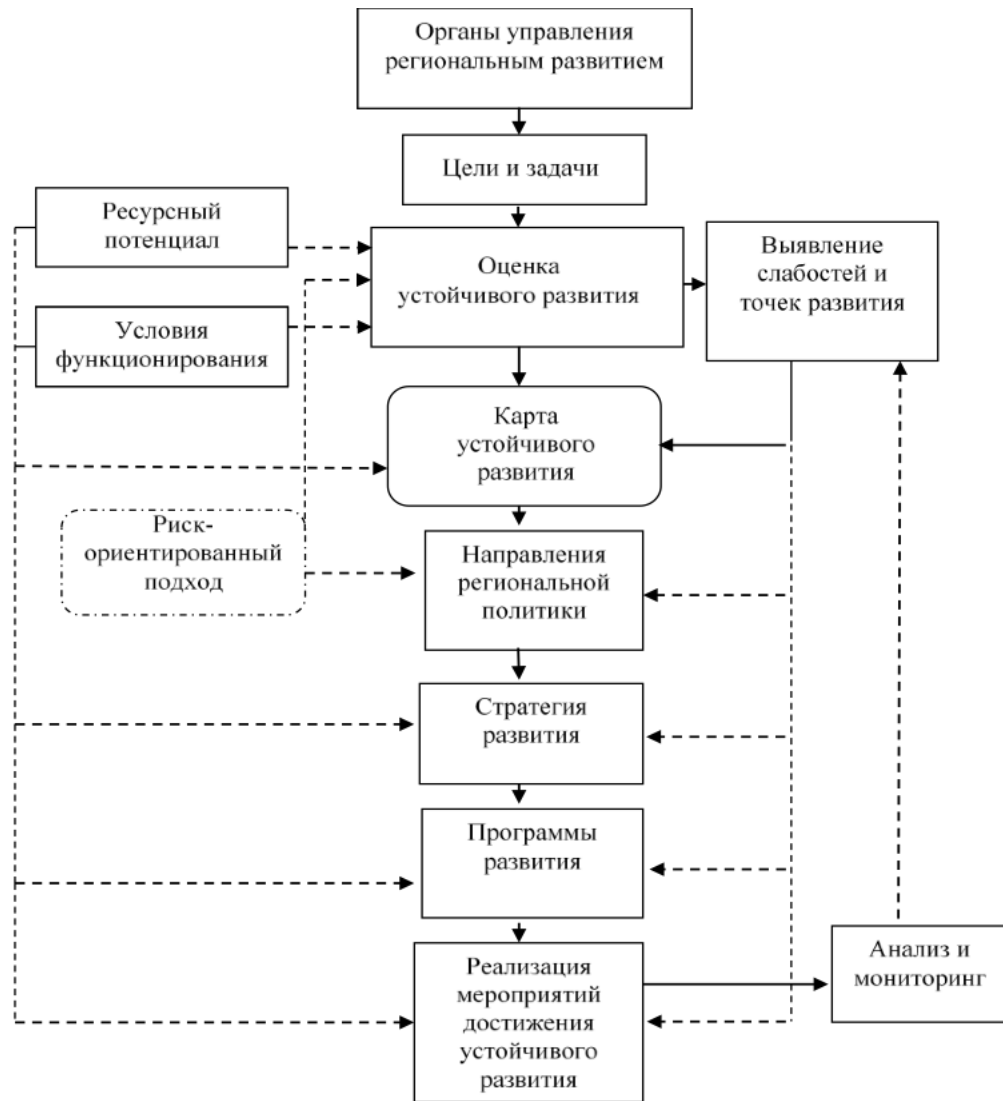 Органы управления
региональным развитием
Цели и задачи
Ресурсный
потенциал
Оценка
устойчивого развития
Выявление
слабостей и
точек развития
Условия
функционирования
Карта
устойчивого
развития
Риск-
ориентированный
подход
Направления
региональной
политики
Стратегия
развития
Программы
развития
Реализация
мероприятий
достижения
устойчивого
развития
Анализ и
мониторинг